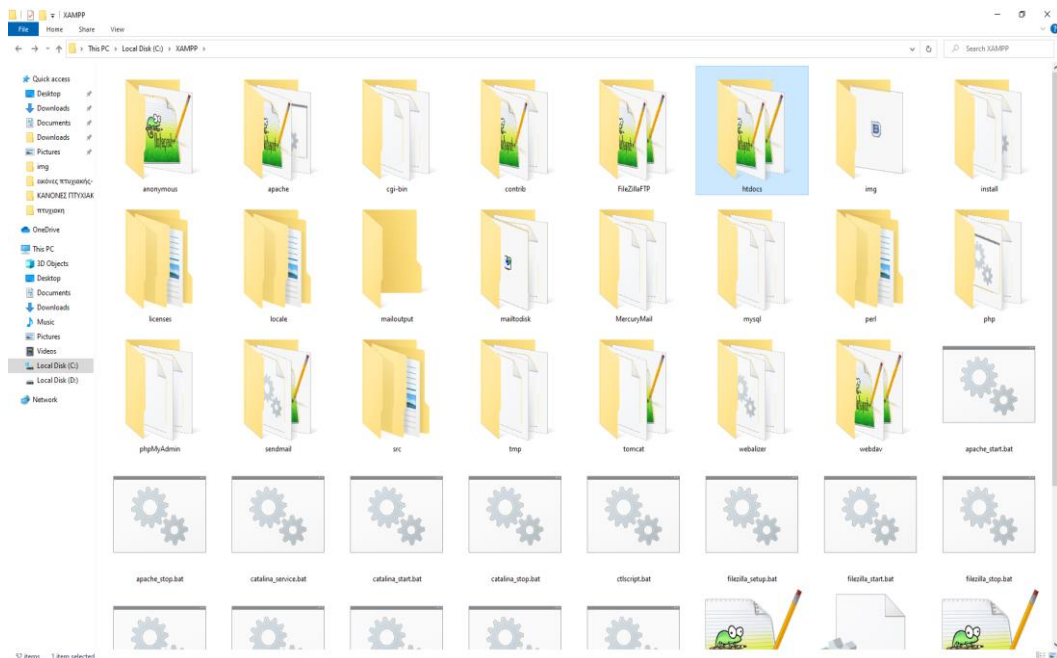 XAMPP
File Home Share View
This PC › Local Disk (C:) › XAMPP ›
Search XAMPP
Quick access
Desktop
Downloads
Documents
Downloads
Pictures
img
εικόνες πτυχιακής-
ΚΑΝΟΝΕΣ ΠΤΥΧΙΑΚ
πτυχιακη
OneDrive
This PC
3D Objects
Desktop
Documents
Downloads
Music
Pictures
Videos
Local Disk (C:)
Local Disk (D:)
Network
anonymous apache cgi-bin contrib FileZillaFTP htdocs img install
licenses locale mailoutput mailtodisk MercuryMail mysql perl php
phpMyAdmin sendmail src tmp tomcat webalizer webdav apache_start.bat
apache_stop.bat catalina_service.bat catalina_start.bat catalina_stop.bat ctlscript.bat filezilla_setup.bat filezilla_start.bat filezilla_stop.bat
items 1 item selected